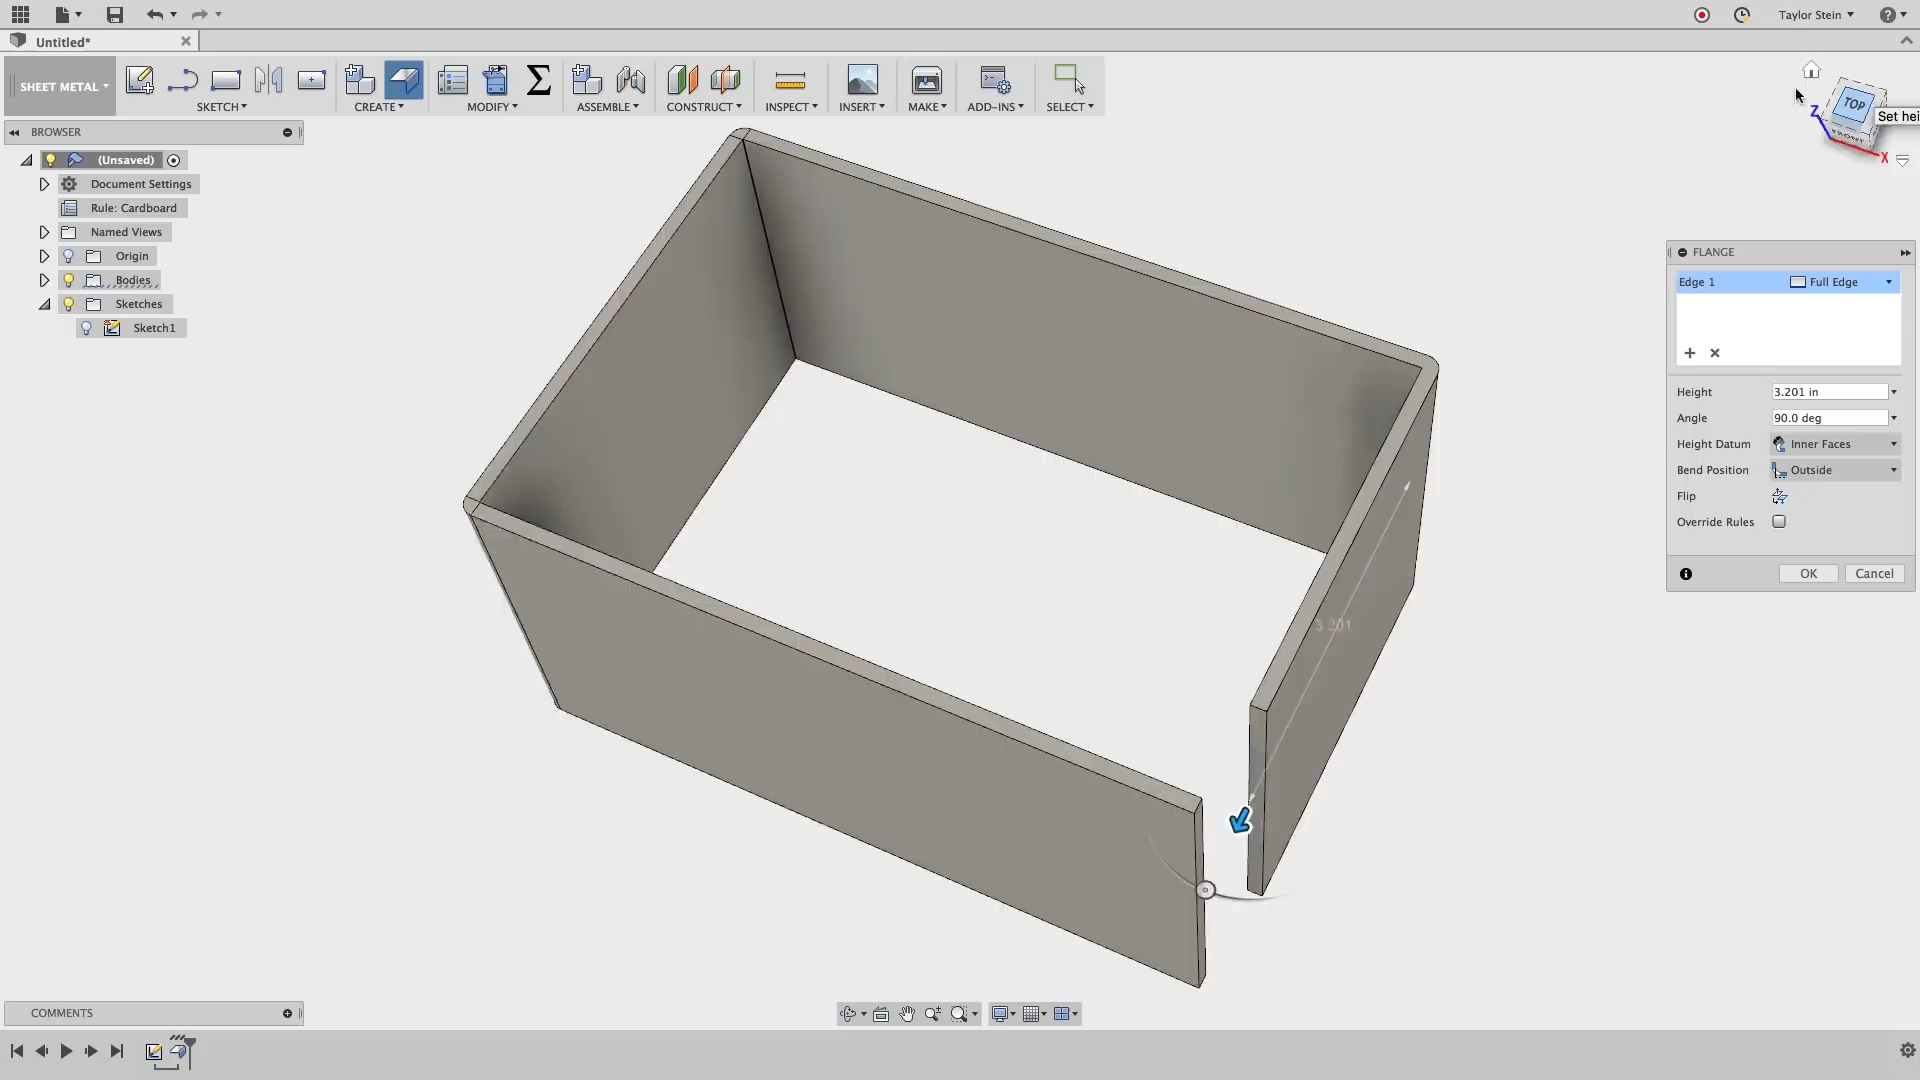 Taylor Stein
Untitled*
SHEET METAL
SKETCH
CREATE
MODIFY
ASSEMBLE
CONSTRUCT
INSPECT
INSERT
MAKE
ADD-INS
SELECT
TOP
FRONT
Z
X
Set hei
BROWSER
(Unsaved)
Document Settings
Rule: Cardboard
Named Views
Origin
Bodies
Sketches
Sketch1
FLANGE
Edge 1
Full Edge
Height
3.201 in
Angle
90.0 deg
Height Datum
Inner Faces
Bend Position
Outside
Flip
Override Rules
OK
Cancel
3.201
COMMENTS